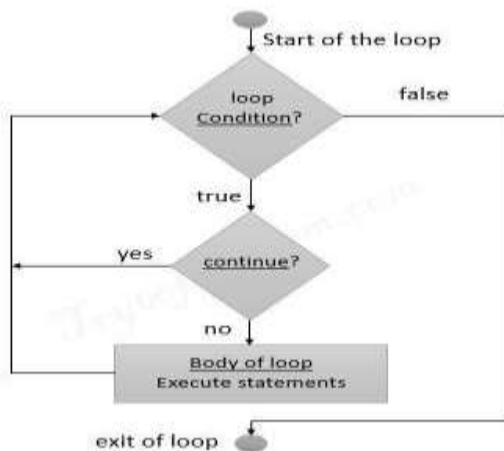 Start of the loop
loop
Condition?
false
true
continue?
yes
no
Body of loop
Execute statements
exit of loop